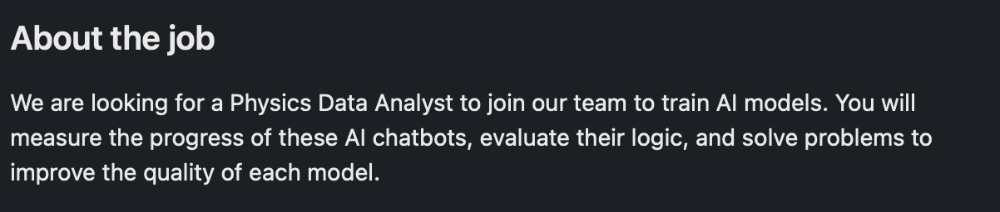 About the job
We are looking for a Physics Data Analyst to join our team to train AI models. You will
measure the progress of these AI chatbots, evaluate their logic, and solve problems to
improve the quality of each model.